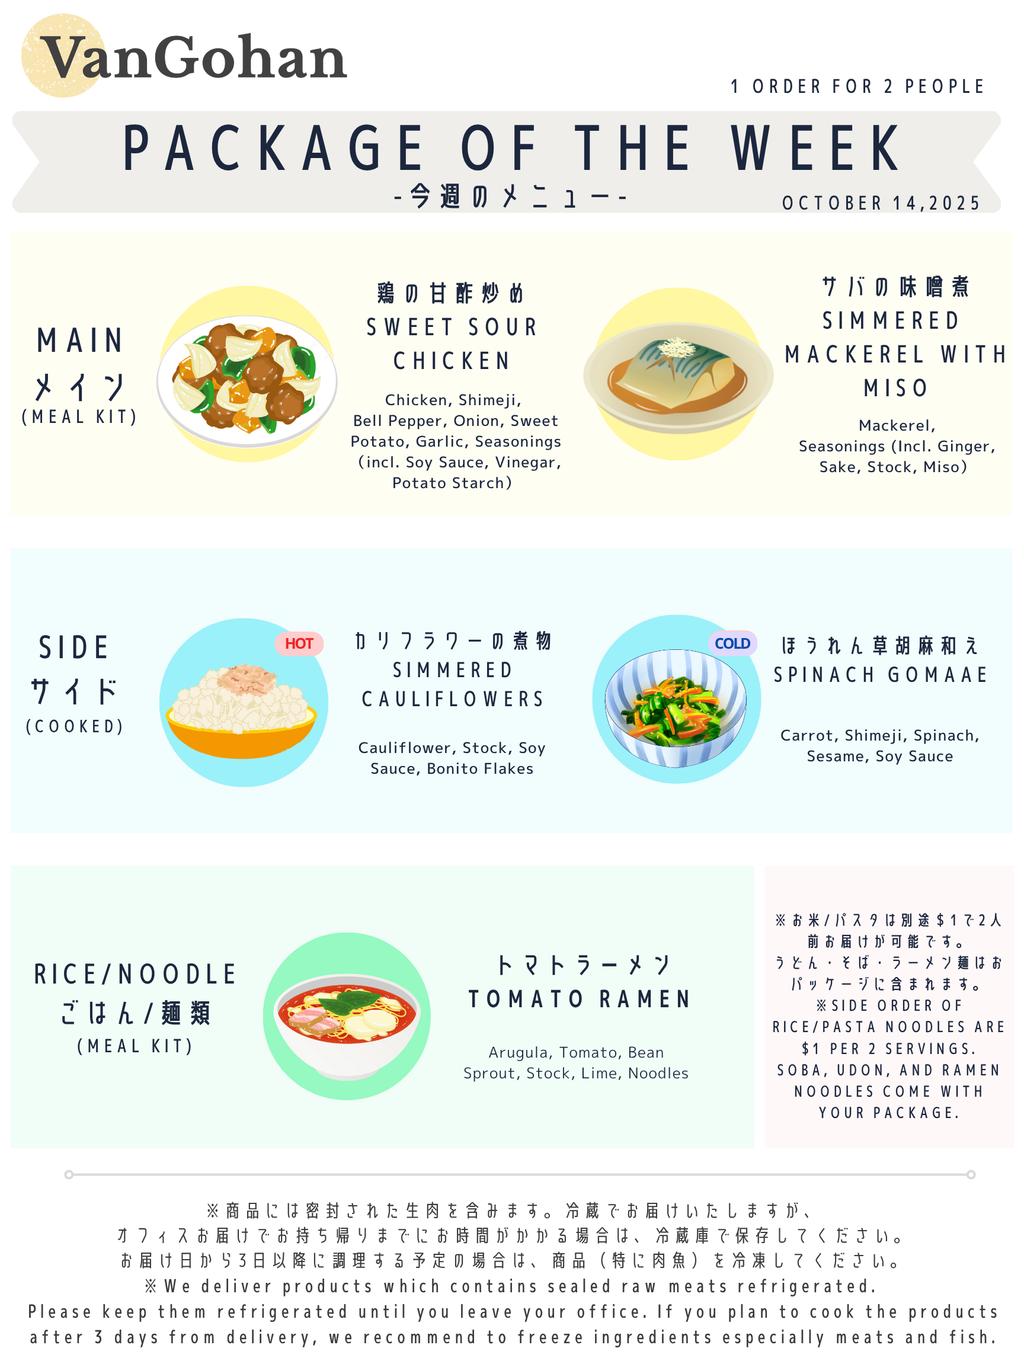 VanGohan
1 ORDER FOR 2 PEOPLE
PACKAGE OF THE WEEK
-今週のメニュー-
OCTOBER 14,2025
MAIN
メイン
(MEAL KIT)
鶏の甘酢炒め
SWEET SOUR
CHICKEN
Chicken, Shimeji,
Bell Pepper, Onion, Sweet
Potato, Garlic, Seasonings
(incl. Soy Sauce, Vinegar,
Potato Starch)
サバの味噌煮
SIMMERED
MACKEREL WITH
MISO
Mackerel,
Seasonings (Incl. Ginger,
Sake, Stock, Miso)
SIDE
サイド
(COOKED)
HOT
カリフラワーの煮物
SIMMERED
CAULIFLOWERS
Cauliflower, Stock, Soy
Sauce, Bonito Flakes
COLD
ほうれん草胡麻和え
SPINACH GOMAAE
Carrot, Shimeji, Spinach,
Sesame, Soy Sauce
RICE/NOODLE
ごはん/麺類
(MEAL KIT)
トマトラーメン
TOMATO RAMEN
Arugula, Tomato, Bean
Sprout, Stock, Lime, Noodles
※お米/パスタは別途$1で2人
前お届けが可能です。
うどん・そば・ラーメン麺はお
パッケージに含まれます。
※SIDE ORDER OF
RICE/PASTA NOODLES ARE
$1 PER 2 SERVINGS.
SOBA, UDON, AND RAMEN
NOODLES COME WITH
YOUR PACKAGE.
※商品には密封された生肉を含みます。冷蔵でお届けいたしますが、
オフィスお届けでお持ち帰りまでにお時間がかかる場合は、冷蔵庫で保存してください。
お届け日から3日以降に調理する予定の場合は、商品（特に肉魚）を冷凍してください。
※We deliver products which contains sealed raw meats refrigerated.
Please keep them refrigerated until you leave your office. If you plan to cook the products
after 3 days from delivery, we recommend to freeze ingredients especially meats and fish.